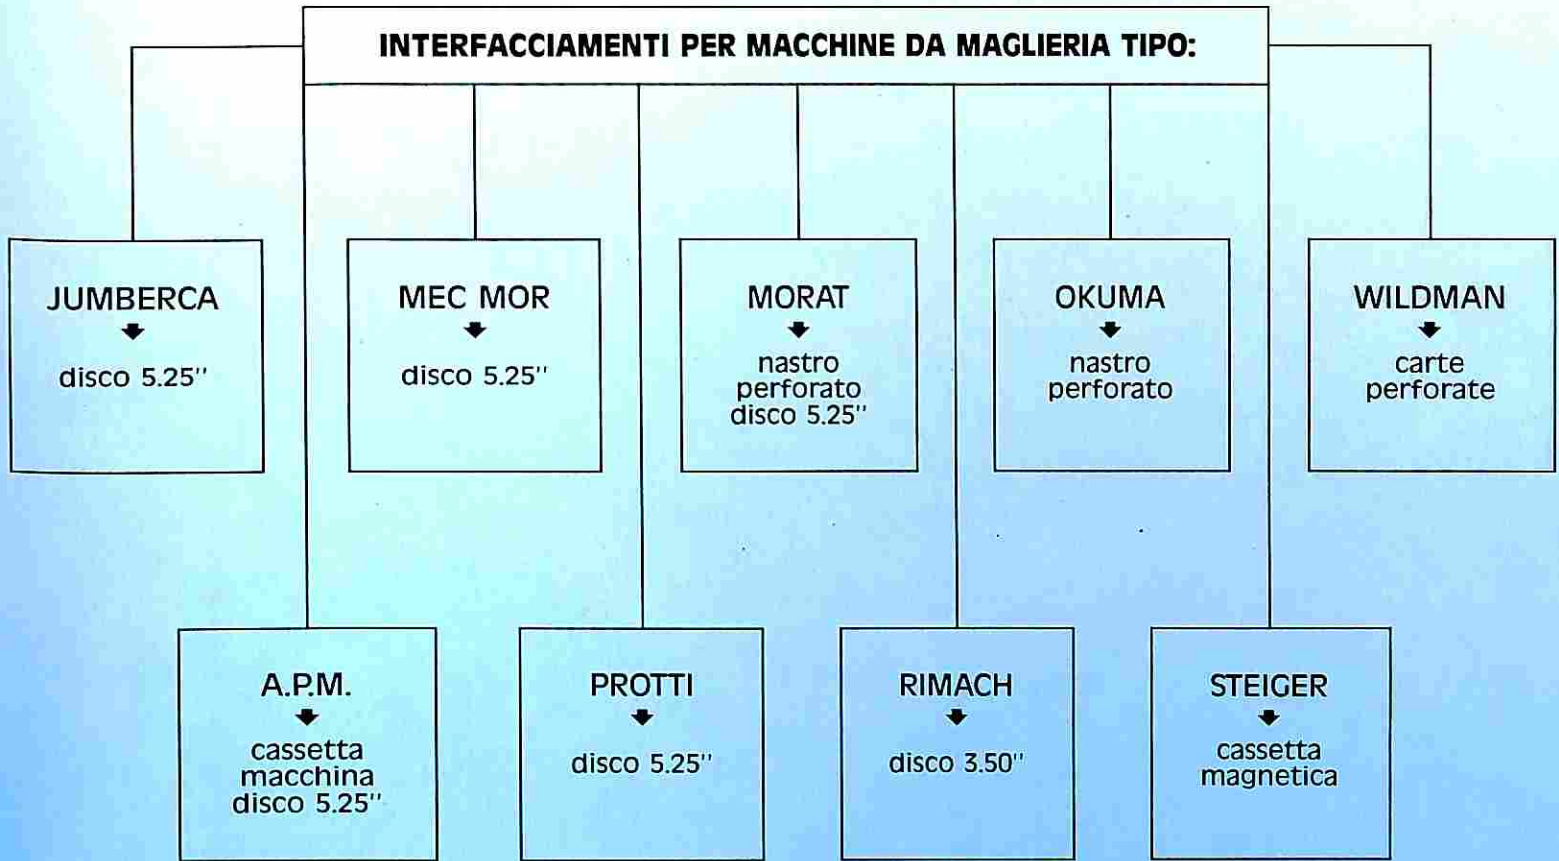 INTERFACCIAMENTI PER MACCHINE DA MAGLIERIA TIPO:
JUMBERCA
disco 5.25"
MEC MOR
disco 5.25"
MORAT
nastro
perforato
disco 5.25"
OKUMA
nastro
perforato
WILDMAN
carte
perforate
A.P.M.
cassetta
macchina
disco 5.25"
PROTTI
disco 5.25"
RIMACH
disco 3.50"
STEIGER
cassetta
magnetica